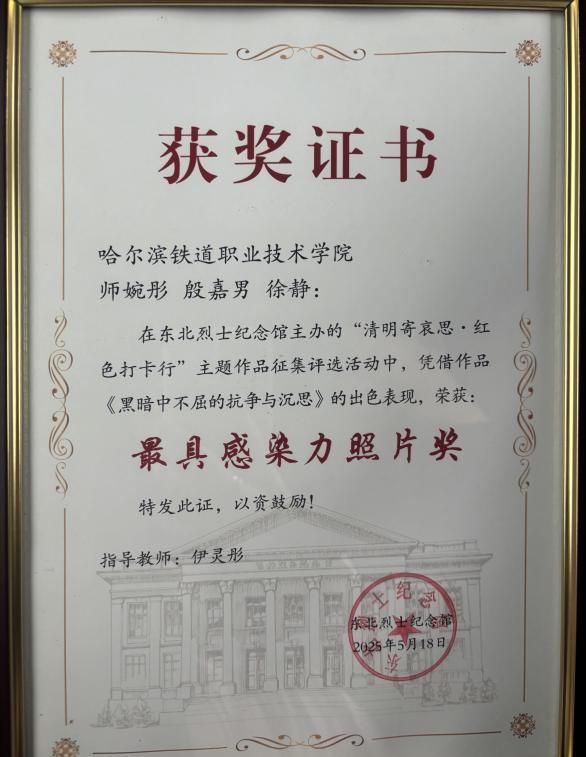 获奖证书
哈尔滨铁道职业技术学院
师婉彤 殷嘉男 徐静：
在东北烈士纪念馆主办的“清明寄哀思·红
色打卡行”主题作品征集评选活动中，凭借作品
《黑暗中不屈的抗争与沉思》的出色表现，荣获：
最具感染力照片奖
特发此证，以资鼓励！
指导教师：伊灵彤
东北烈士纪念馆
2025年5月18日